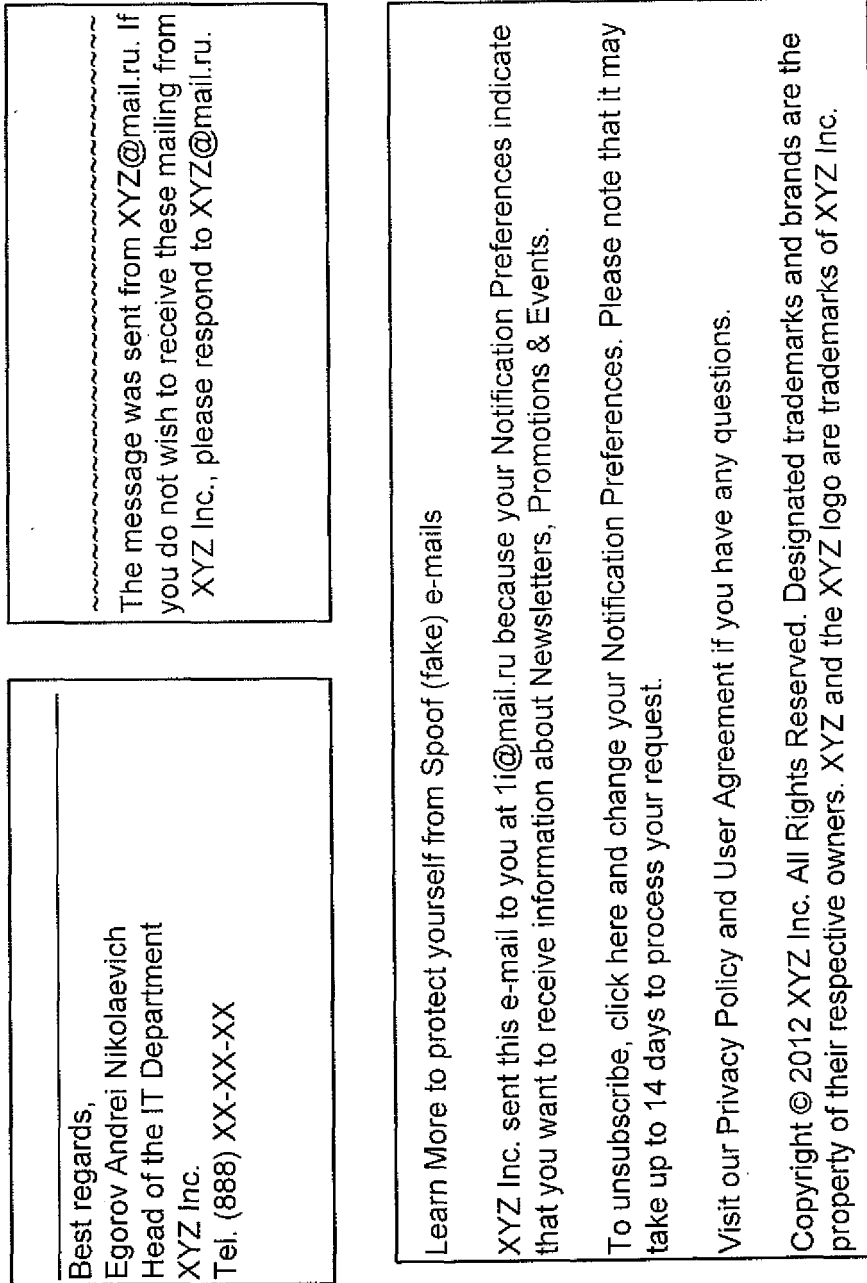 Best regards,
Egorov Andrei Nikolaevich
Head of the IT Department
XYZ Inc.
Tel. (888) XX-XX-XX
~~~~~~~~~~~~~~~~~~~~~~~~~~~~~~~~~~~
The message was sent from XYZ@mail.ru. If
you do not wish to receive these mailing from
XYZ Inc., please respond to XYZ@mail.ru.
Learn More to protect yourself from Spoof (fake) e-mails
XYZ Inc. sent this e-mail to you at 1i@mail.ru because your Notification Preferences indicate
that you want to receive information about Newsletters, Promotions & Events.
To unsubscribe, click here and change your Notification Preferences. Please note that it may
take up to 14 days to process your request.
Visit our Privacy Policy and User Agreement if you have any questions.
Copyright © 2012 XYZ Inc. All Rights Reserved. Designated trademarks and brands are the
property of their respective owners. XYZ and the XYZ logo are trademarks of XYZ Inc.